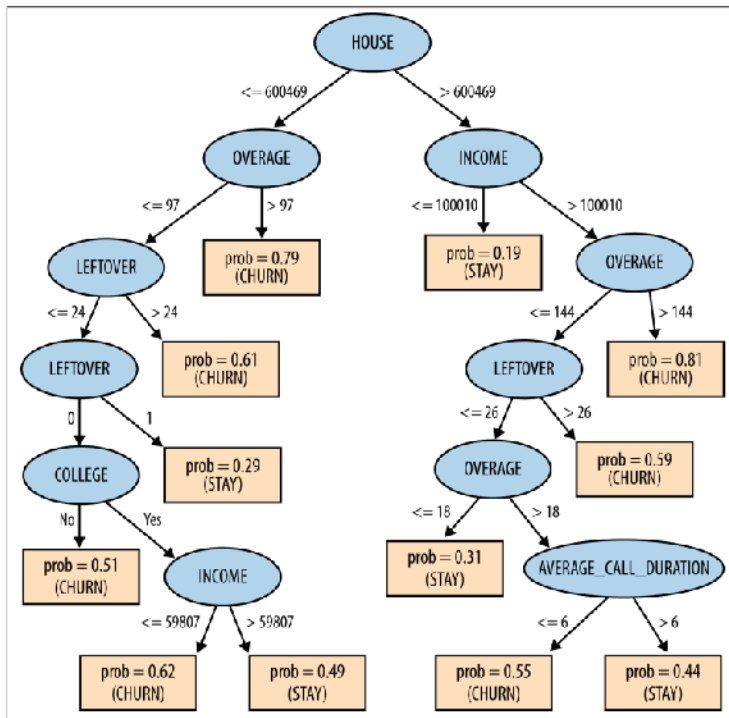 HOUSE
<= 600469
> 600469
OVERAGE
INCOME
<= 97
> 97
<= 100010
> 100010
LEFTOVER
prob = 0.79
(CHURN)
prob = 0.19
(STAY)
OVERAGE
<= 24
> 24
<= 144
> 144
LEFTOVER
prob = 0.61
(CHURN)
LEFTOVER
prob = 0.81
(CHURN)
0
1
<= 26
> 26
COLLEGE
prob = 0.29
(STAY)
OVERAGE
prob = 0.59
(CHURN)
No
Yes
<= 18
> 18
prob = 0.51
(CHURN)
INCOME
prob = 0.31
(STAY)
AVERAGE_CALL_DURATION
<= 59807
> 59807
<= 6
> 6
prob = 0.62
(CHURN)
prob = 0.49
(STAY)
prob = 0.55
(CHURN)
prob = 0.44
(STAY)